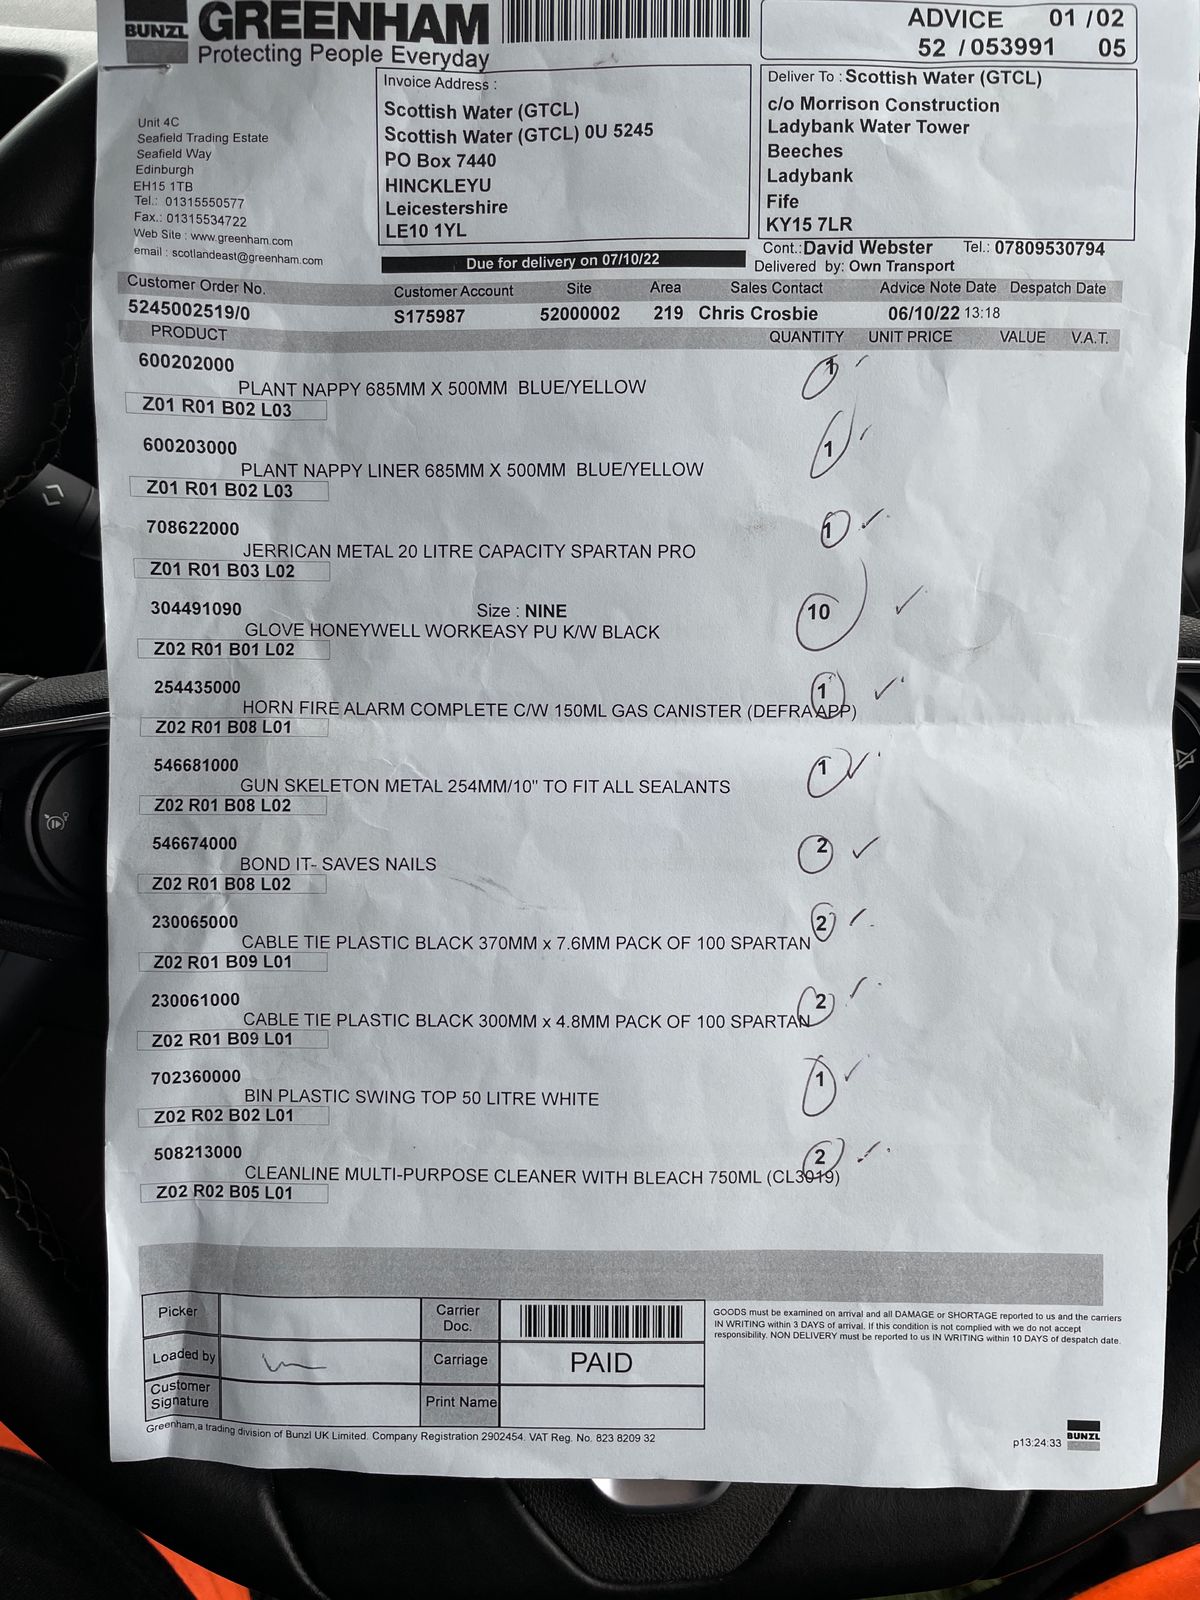 BUNZL GREENHAM
Protecting People Everyday
ADVICE 01 / 02
52 / 053991 05
Unit 4C
Seafield Trading Estate
Seafield Way
Edinburgh
EH15 1TB
Tel.: 01315550577
Fax.: 01315534722
Web Site : www.greenham.com
email : scotlandeast@greenham.com
Invoice Address :
Scottish Water (GTCL)
Scottish Water (GTCL) 0U 5245
PO Box 7440
HINCKLEYU
Leicestershire
LE10 1YL
Due for delivery on 07/10/22
Deliver To : Scottish Water (GTCL)
c/o Morrison Construction
Ladybank Water Tower
Beeches
Ladybank
Fife
KY15 7LR
Cont.: David Webster Tel.: 07809530794
Delivered by: Own Transport
Customer Order No. Customer Account Site Area Sales Contact Advice Note Date Despatch Date
5245002519/0 S175987 52000002 219 Chris Crosbie 06/10/22 13:18
PRODUCT QUANTITY UNIT PRICE VALUE V.A.T.
600202000 1
PLANT NAPPY 685MM X 500MM BLUE/YELLOW
Z01 R01 B02 L03
600203000 1
PLANT NAPPY LINER 685MM X 500MM BLUE/YELLOW
Z01 R01 B02 L03
708622000 1
JERRICAN METAL 20 LITRE CAPACITY SPARTAN PRO
Z01 R01 B03 L02
304491090 Size : NINE 10
GLOVE HONEYWELL WORKEASY PU K/W BLACK
Z02 R01 B01 L02
254435000 1
HORN FIRE ALARM COMPLETE C/W 150ML GAS CANISTER (DEFRA APP)
Z02 R01 B08 L01
546681000 1
GUN SKELETON METAL 254MM/10" TO FIT ALL SEALANTS
Z02 R01 B08 L02
546674000 2
BOND IT- SAVES NAILS
Z02 R01 B08 L02
230065000 2
CABLE TIE PLASTIC BLACK 370MM x 7.6MM PACK OF 100 SPARTAN
Z02 R01 B09 L01
230061000 2
CABLE TIE PLASTIC BLACK 300MM x 4.8MM PACK OF 100 SPARTAN
Z02 R01 B09 L01
702360000 1
BIN PLASTIC SWING TOP 50 LITRE WHITE
Z02 R02 B02 L01
508213000 2
CLEANLINE MULTI-PURPOSE CLEANER WITH BLEACH 750ML (CL3019)
Z02 R02 B05 L01
Picker Carrier Doc.
Loaded by Carriage PAID
Customer Signature Print Name
GOODS must be examined on arrival and all DAMAGE or SHORTAGE reported to us and the carriers
IN WRITING within 3 DAYS of arrival. If this condition is not complied with we do not accept
responsibility. NON DELIVERY must be reported to us IN WRITING within 10 DAYS of despatch date.
Greenham,a trading division of Bunzl UK Limited. Company Registration 2902454. VAT Reg. No. 823 8209 32
p13:24:33 BUNZL